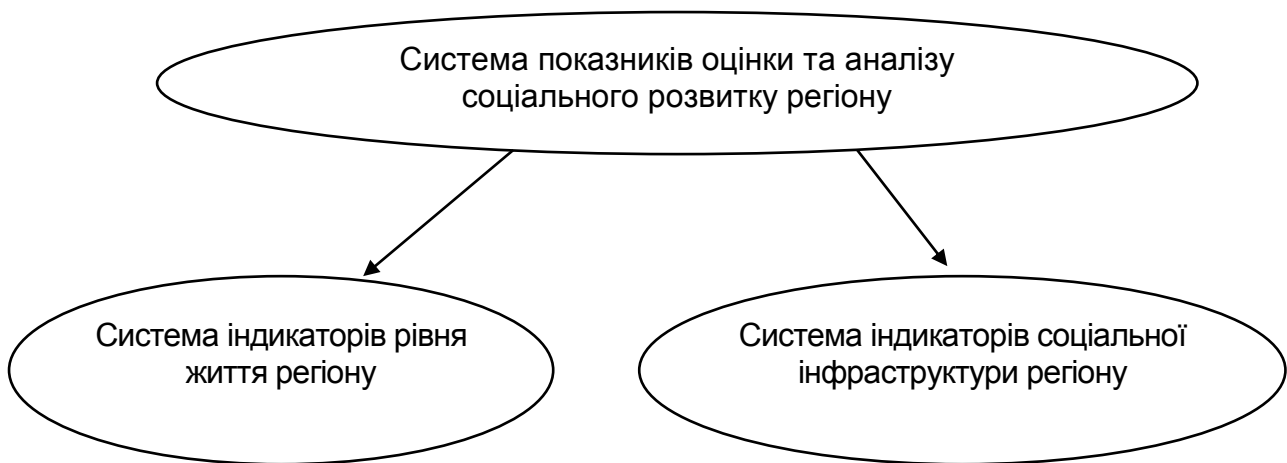 Система показників оцінки та аналізу
соціального розвитку регіону
Система індикаторів рівня
життя регіону
Система індикаторів соціальної
інфраструктури регіону